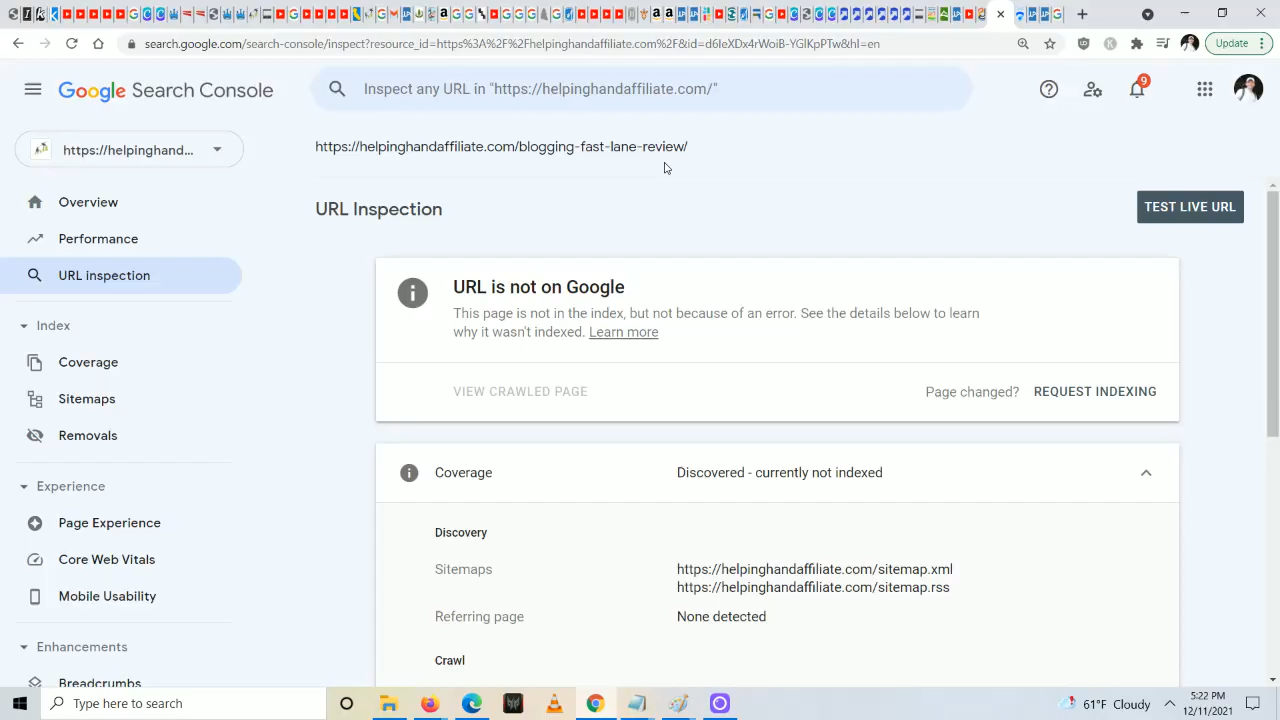 search.google.com/search-console/inspect?resource_id=https%3A%2F%2Fhelpinghandaffiliate.com%2F&id=d6IeXDx4rWoiB-YGlKpPTw&hl=en
Update
Google Search Console
Inspect any URL in "https://helpinghandaffiliate.com/"
9
https://helpinghand...
https://helpinghandaffiliate.com/blogging-fast-lane-review/
Overview
URL Inspection
TEST LIVE URL
Performance
URL inspection
URL is not on Google
This page is not in the index, but not because of an error. See the details below to learn
why it wasn't indexed. Learn more
Index
Coverage
VIEW CRAWLED PAGE
Page changed? REQUEST INDEXING
Sitemaps
Removals
Coverage
Discovered - currently not indexed
Experience
Page Experience
Discovery
Core Web Vitals
Sitemaps
https://helpinghandaffiliate.com/sitemap.xml
https://helpinghandaffiliate.com/sitemap.rss
Mobile Usability
Referring page
None detected
Enhancements
Crawl
Breadcrumbs
Type here to search
61°F Cloudy
5:22 PM
12/11/2021